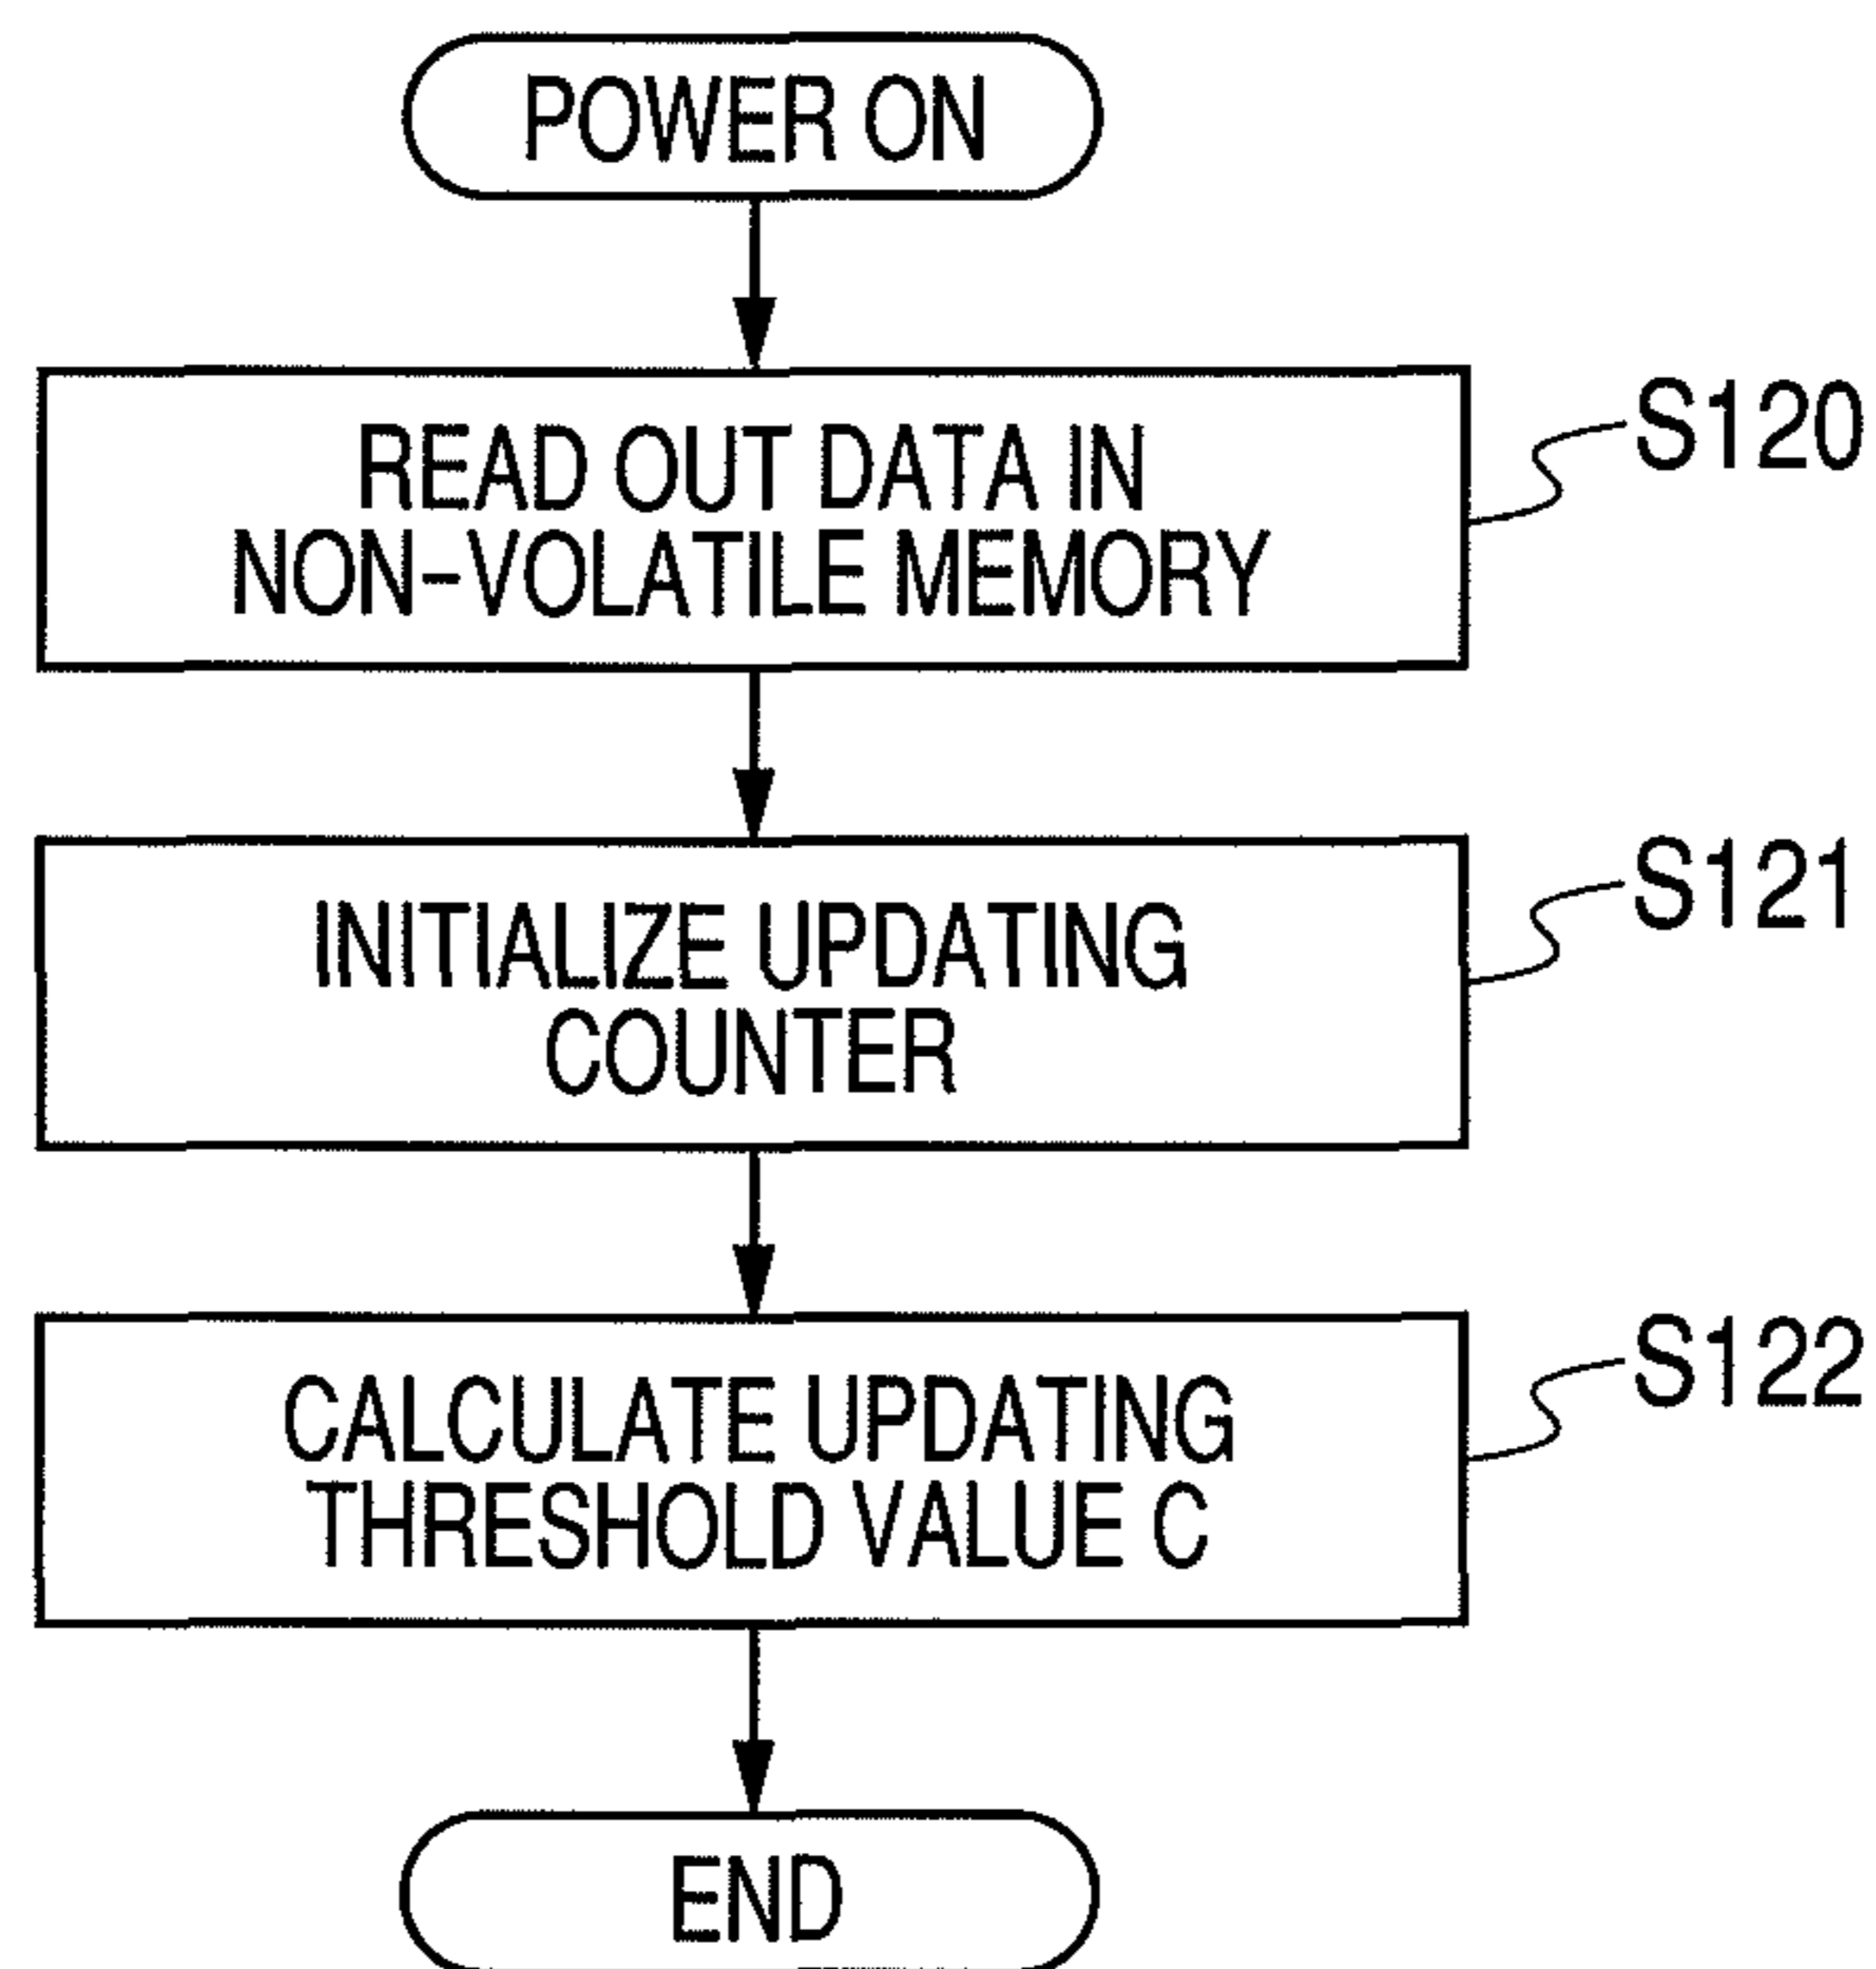 POWER ON
READ OUT DATA IN
NON-VOLATILE MEMORY
S120
INITIALIZE UPDATING
COUNTER
S121
CALCULATE UPDATING
THRESHOLD VALUE C
S122
END